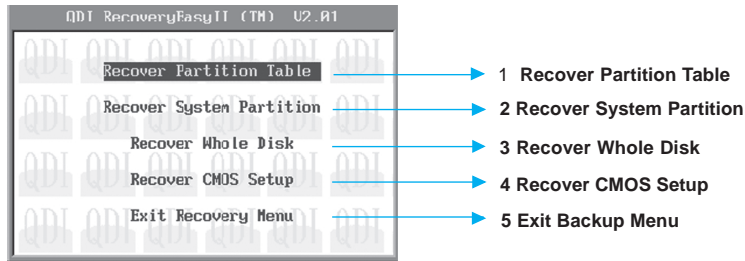 QDI RecoveryEasyII (TM) V2.01
Recover Partition Table
1 Recover Partition Table
Recover System Partition
2 Recover System Partition
Recover Whole Disk
3 Recover Whole Disk
Recover CMOS Setup
4 Recover CMOS Setup
Exit Recovery Menu
5 Exit Backup Menu